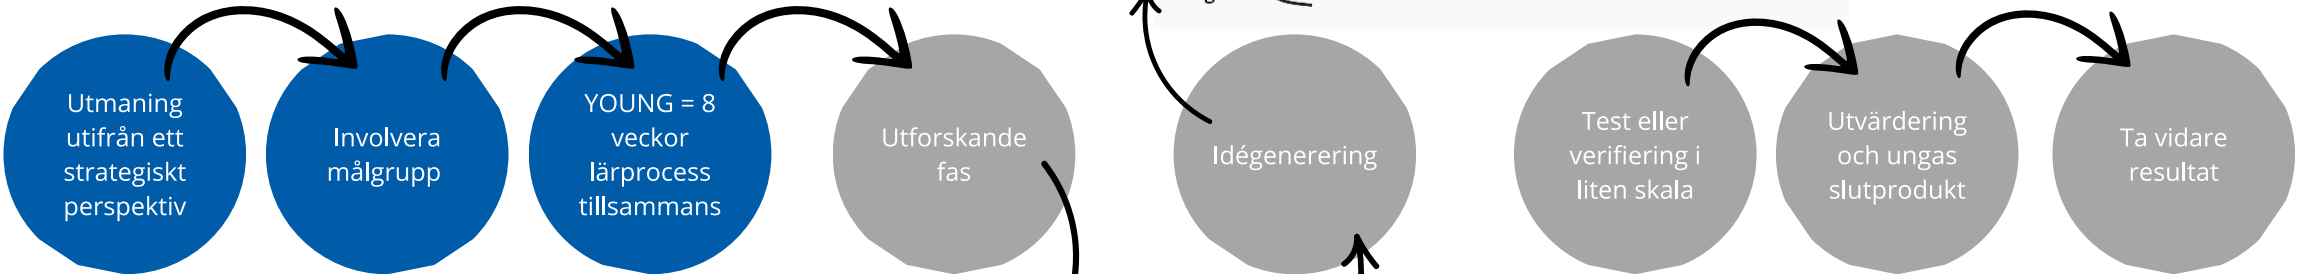 Utmaning
utifrån ett
strategiskt
perspektiv
Involvera
målgrupp
YOUNG = 8
veckor
lärprocess
tillsammans
Utforskande
fas
Idégenerering
Test eller
verifiering i
liten skala
Utvärdering
och ungas
slutprodukt
Ta vidare
resultat